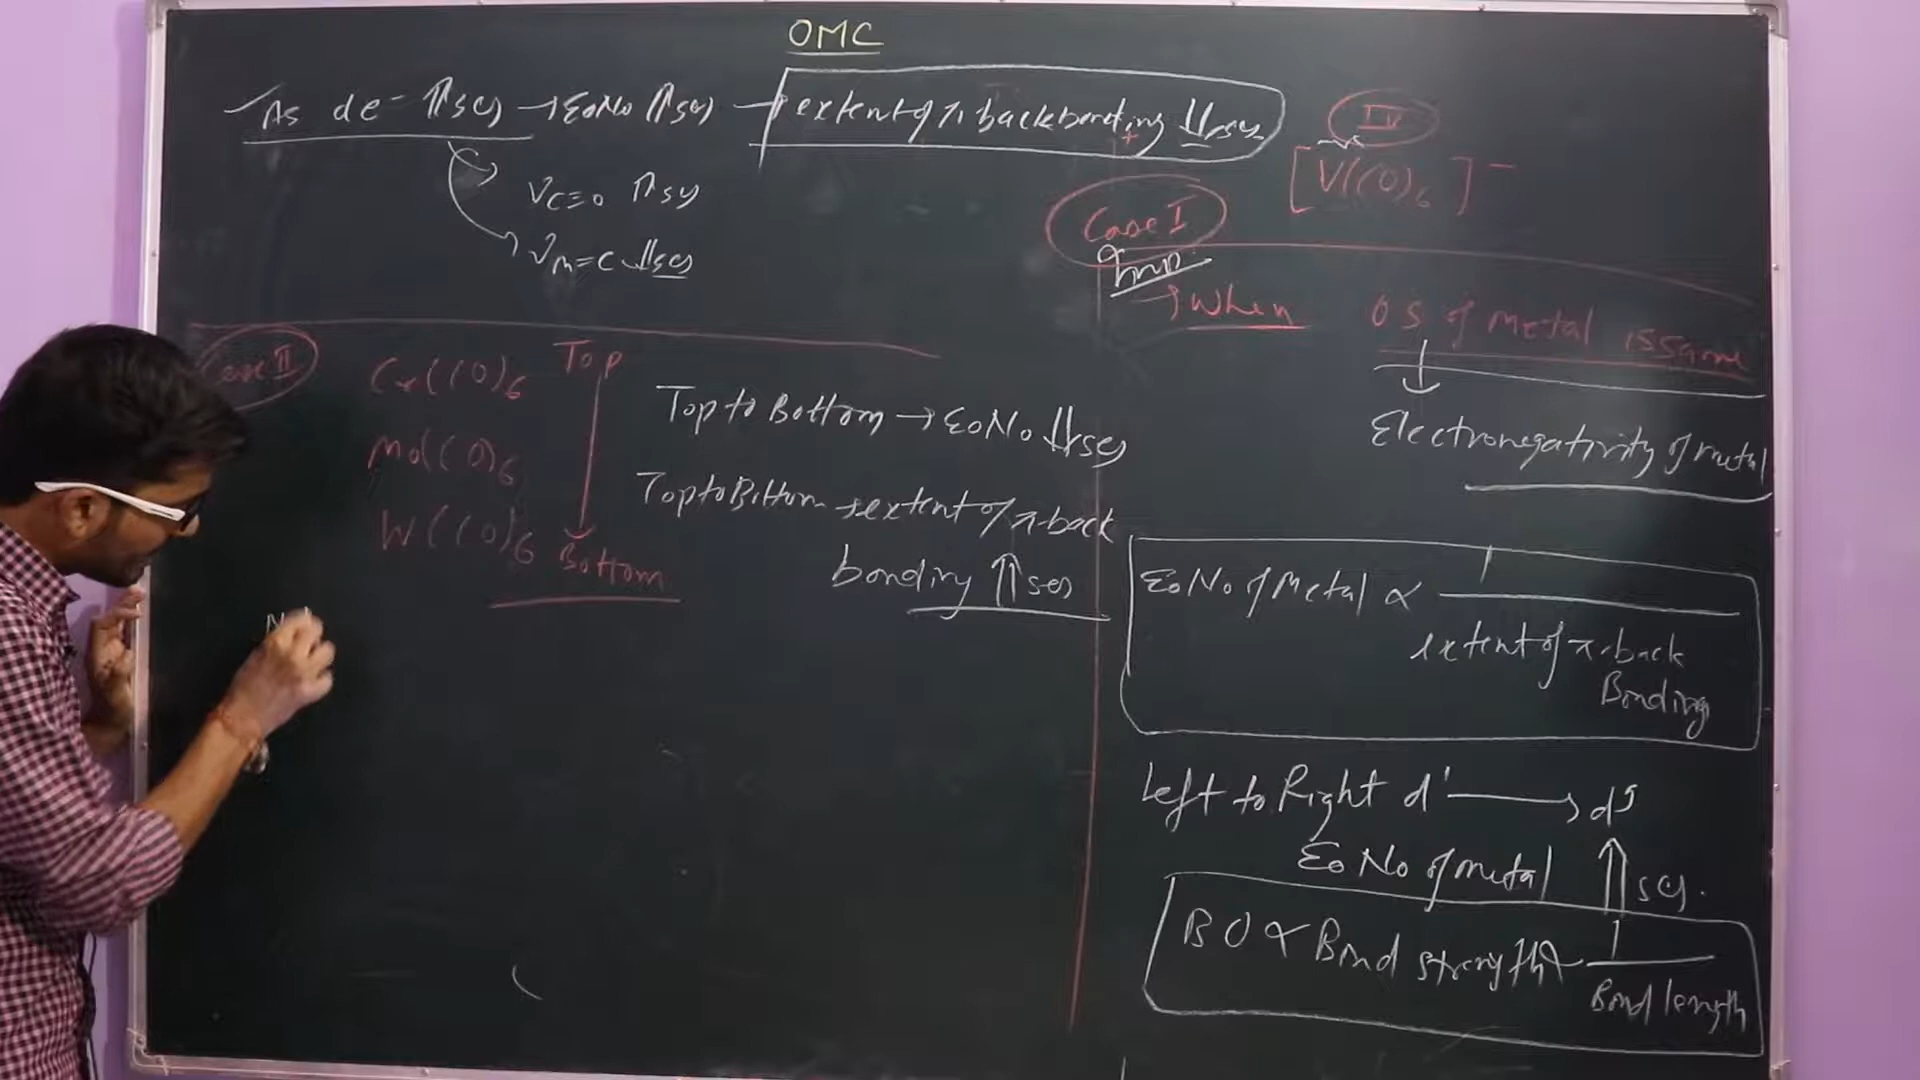 OMC
As de⁻ ⇑ses → EoNo ⇑ses → extent of π backbonding ⇓ses
νC≡O ⇑ses
νM=C ⇓ses
IV
[V(CO)6]⁻
Case I
Imp.
→ When OS of metal is same
↓
Electronegativity of metal
EoNo of Metal ∝ 1
extent of π-back
Bonding
Left to Right d¹ → d⁵
EoNo of metal ⇑ses.
BO ∝ Bond strength ∝ 1
Bond length
Case II
Cr(CO)6 Top
Mo(CO)6
W(CO)6 Bottom
Top to Bottom → EoNo ⇓ses
Top to Bottom → extent of π-back
bonding ⇑ses